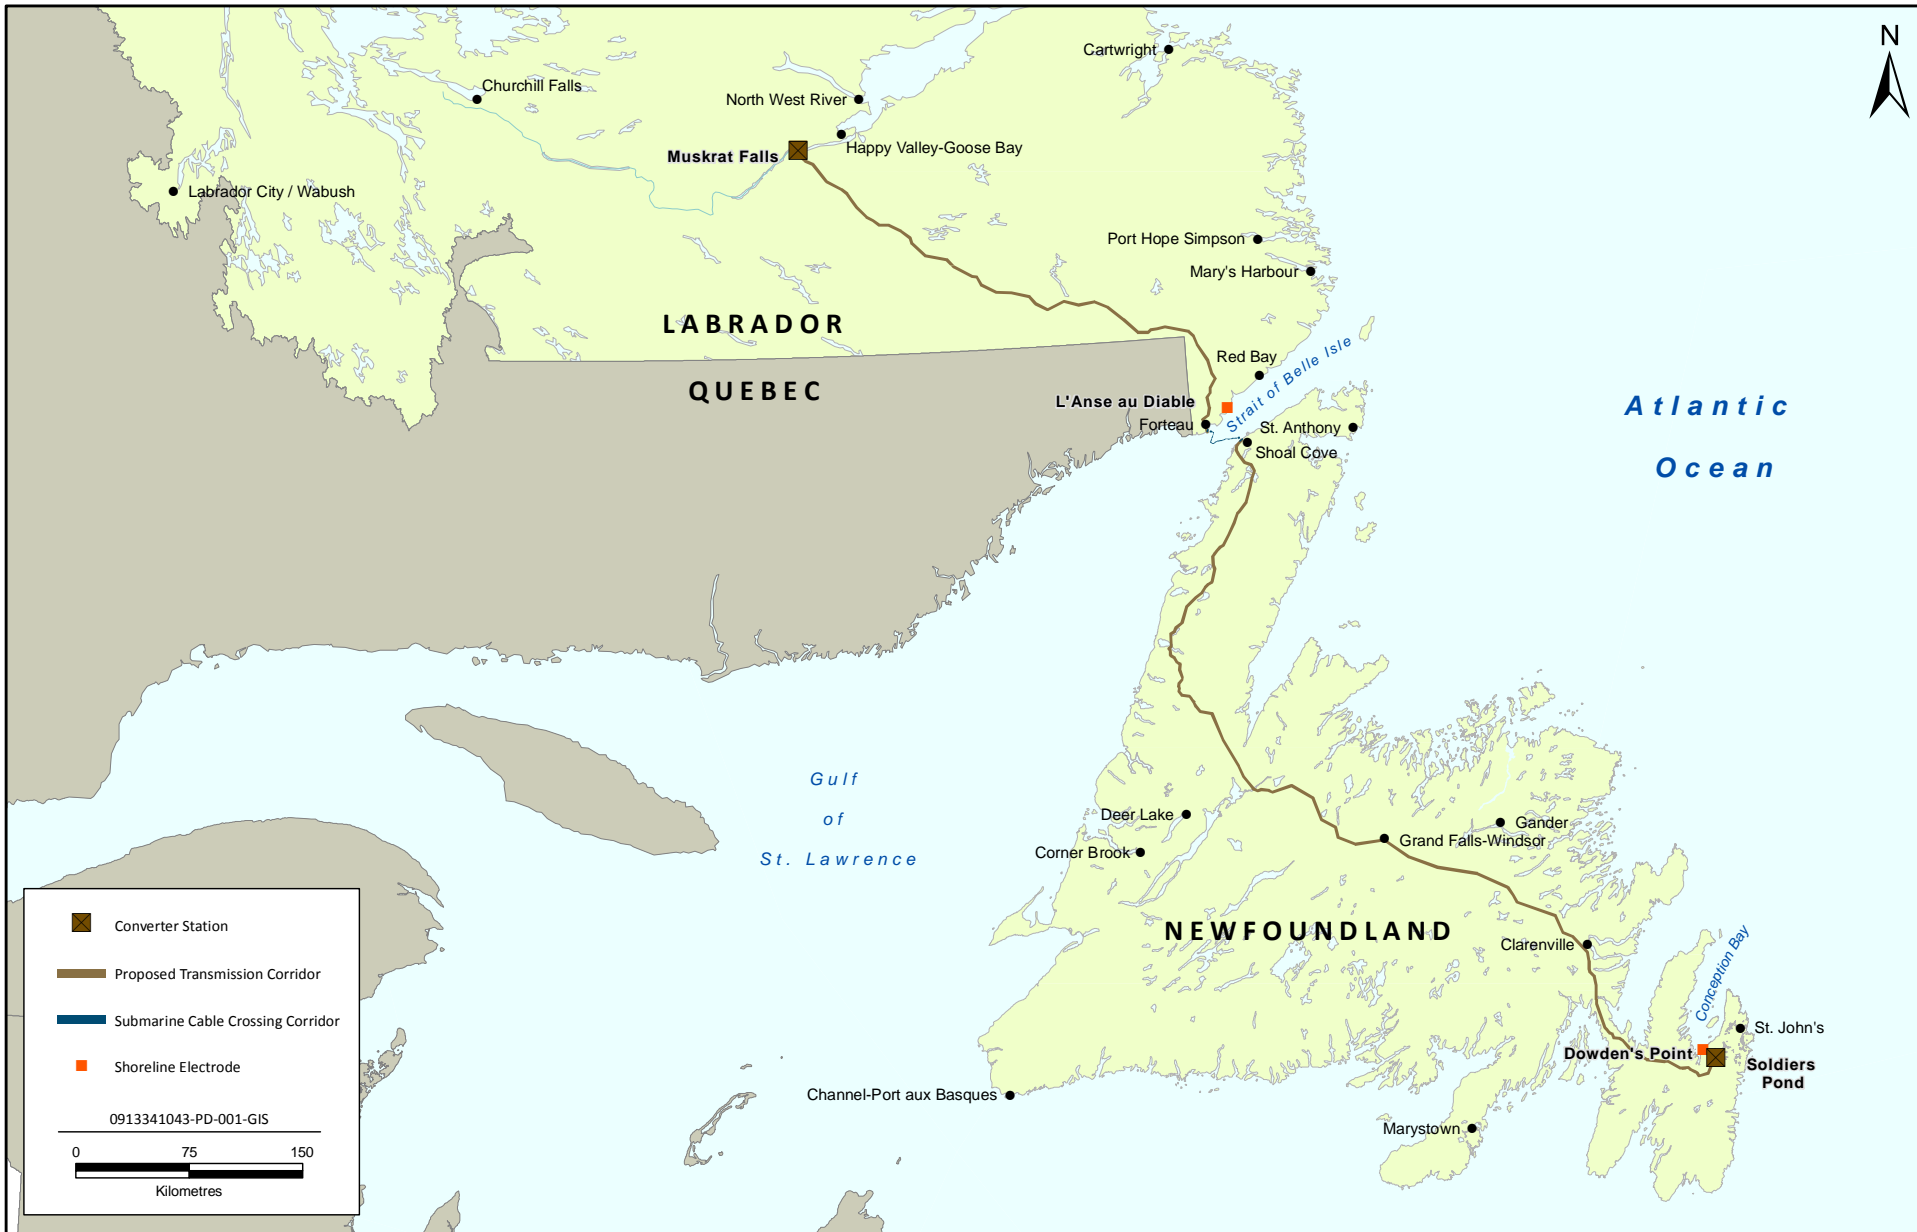 N
Cartwright
Churchill Falls
North West River
Happy Valley-Goose Bay
Muskrat Falls
Labrador City / Wabush
Port Hope Simpson
Mary's Harbour
LABRADOR
QUEBEC
Red Bay
Strait of Belle Isle
L'Anse au Diable
Forteau
St. Anthony
Shoal Cove
Atlantic
Ocean
Gulf
of
St. Lawrence
Deer Lake
Corner Brook
Gander
Grand Falls-Windsor
NEWFOUNDLAND
Clarenville
Conception Bay
St. John's
Dowden's Point
Soldiers
Pond
Channel-Port aux Basques
Marystown
Converter Station
Proposed Transmission Corridor
Submarine Cable Crossing Corridor
Shoreline Electrode
0913341043-PD-001-GIS
0 75 150
Kilometres